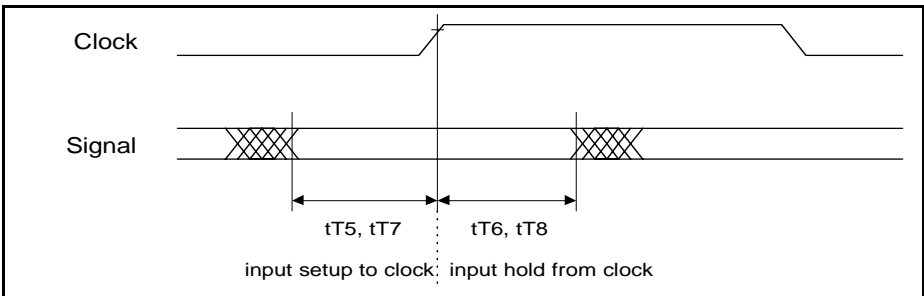 Clock
Signal
tT5, tT7 tT6, tT8
input setup to clock input hold from clock